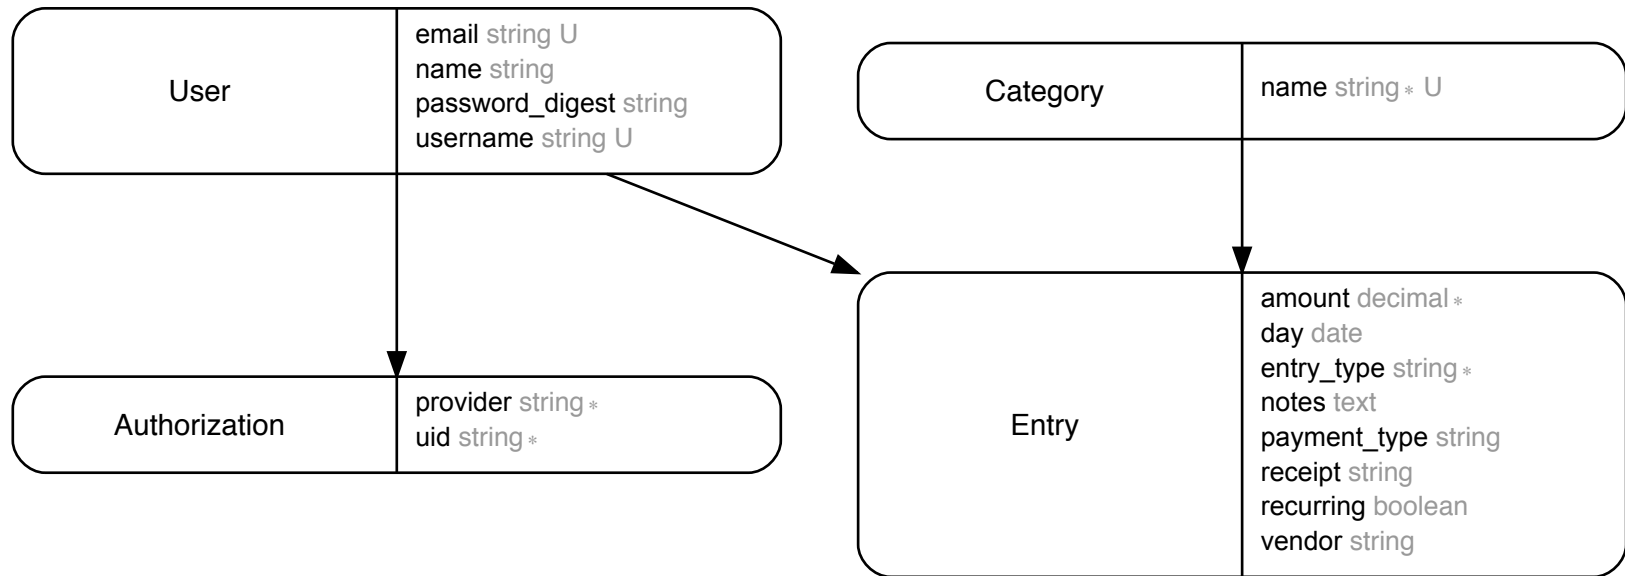 User
email string U
name string
password_digest string
username string U
Category
name string * U
Authorization
provider string *
uid string *
Entry
amount decimal *
day date
entry_type string *
notes text
payment_type string
receipt string
recurring boolean
vendor string